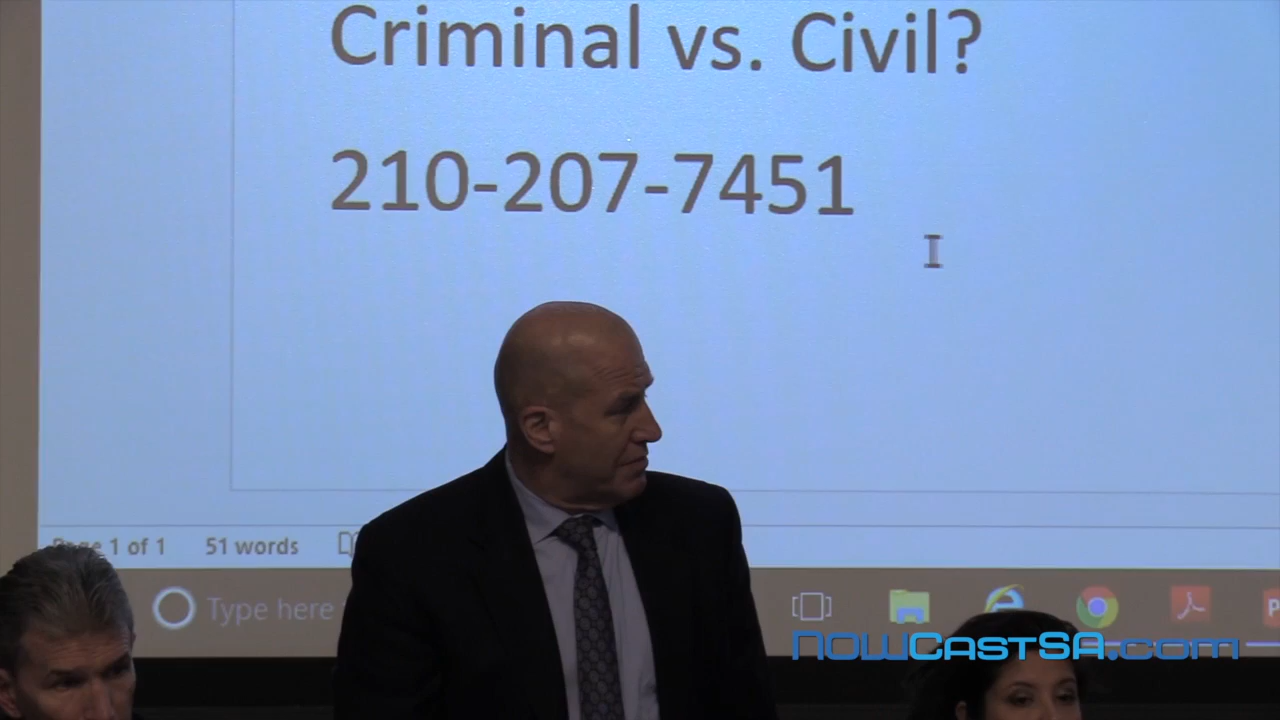 Criminal vs. Civil?
210-207-7451
Page 1 of 1 51 words
Type here
NOWCastSA.com